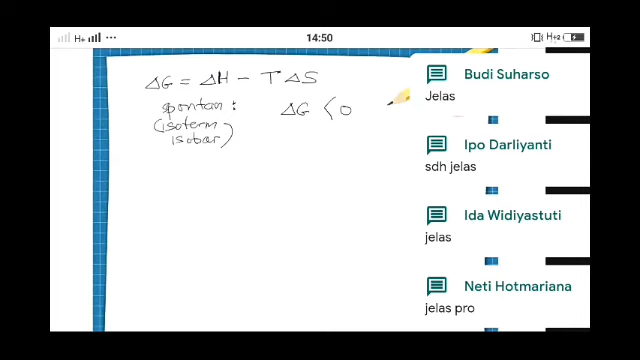 H+ 14:50 H+2
ΔG = ΔH - TΔS
spontan : ΔG < 0
(isoterm
isobar)
Budi Suharso
Jelas
Ipo Darliyanti
sdh jelas
Ida Widiyastuti
jelas
Neti Hotmariana
jelas pro